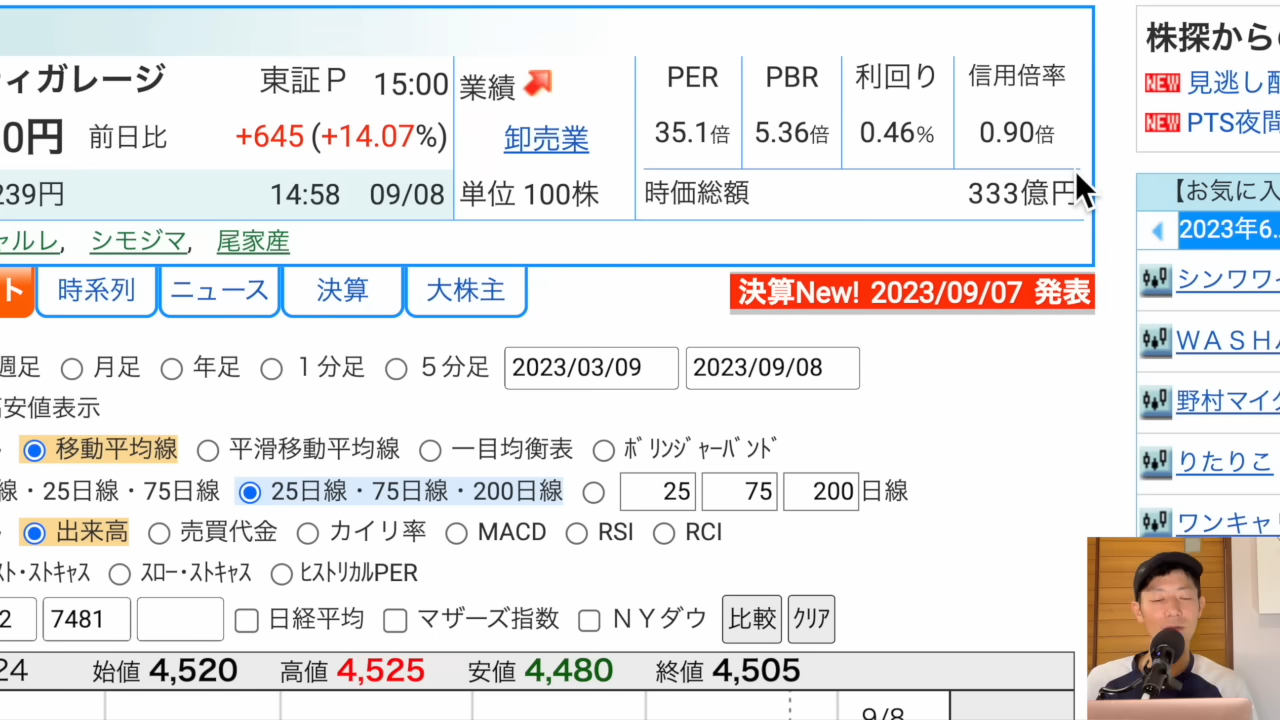 ィガレージ 東証P 15:00 業績 PER PBR 利回り 信用倍率
0円 前日比 +645 (+14.07%) 卸売業 35.1倍 5.36倍 0.46% 0.90倍
239円 14:58 09/08 単位 100株 時価総額 333億円
ャルレ, シモジマ, 尾家産
ト 時系列 ニュース 決算 大株主
決算New! 2023/09/07 発表
週足 月足 年足 1分足 5分足 2023/03/09 2023/09/08
安値表示
移動平均線 平滑移動平均線 一目均衡表 ボリンジャーバンド
線・25日線・75日線 25日線・75日線・200日線 25 75 200 日線
出来高 売買代金 カイリ率 MACD RSI RCI
スト・ストキャス スロー・ストキャス ヒストリカルPER
2 7481 日経平均 マザーズ指数 NYダウ 比較 クリア
24 始値 4,520 高値 4,525 安値 4,480 終値 4,505
9/8
株探から
NEW 見逃し
NEW PTS夜間
【お気に入
2023年6..
シンワワ
WASH
野村マイク
りたりこ
ワンキャリ